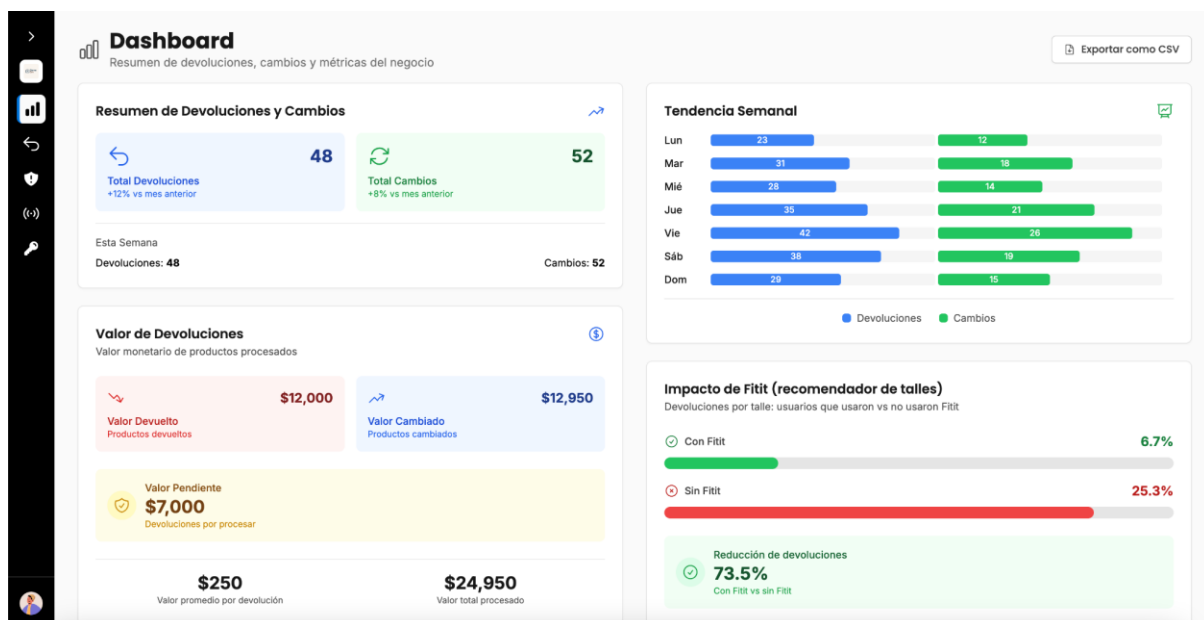 Dashboard
Resumen de devoluciones, cambios y métricas del negocio
Exportar como CSV
Resumen de Devoluciones y Cambios
48
Total Devoluciones
+12% vs mes anterior
52
Total Cambios
+8% vs mes anterior
Esta Semana
Devoluciones: 48
Cambios: 52
Valor de Devoluciones
Valor monetario de productos procesados
$12,000
Valor Devuelto
Productos devueltos
$12,950
Valor Cambiado
Productos cambiados
Valor Pendiente
$7,000
Devoluciones por procesar
$250
Valor promedio por devolución
$24,950
Valor total procesado
Tendencia Semanal
Lun 23 12
Mar 31 18
Mié 28 14
Jue 35 21
Vie 42 26
Sáb 38 19
Dom 29 15
Devoluciones Cambios
Impacto de Fitit (recomendador de talles)
Devoluciones por talle: usuarios que usaron vs no usaron Fitit
Con Fitit 6.7%
Sin Fitit 25.3%
Reducción de devoluciones
73.5%
Con Fitit vs sin Fitit